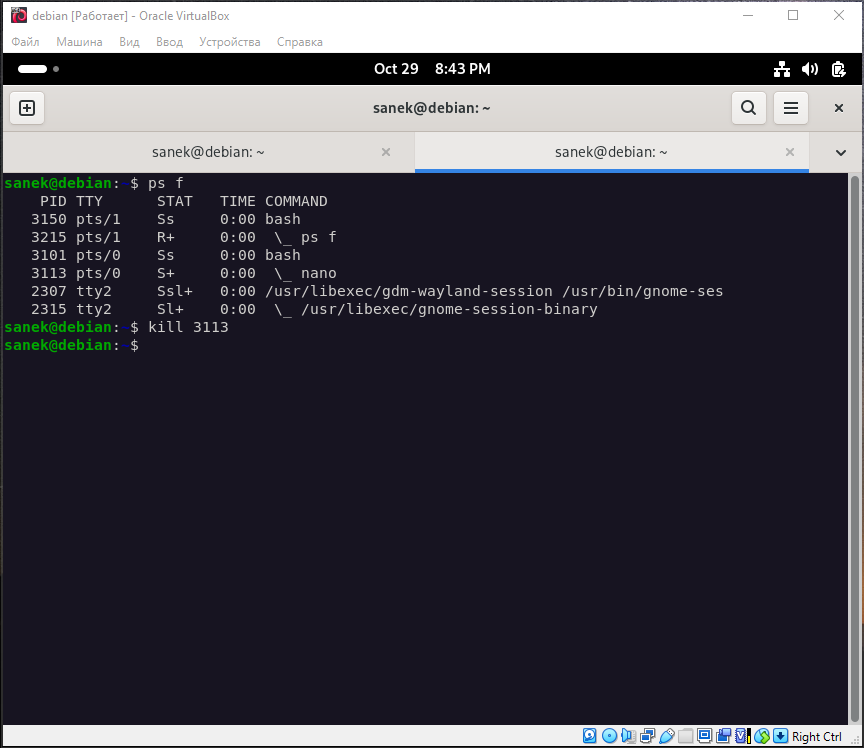 debian [Работает] - Oracle VirtualBox
Файл Машина Вид Ввод Устройства Справка
Oct 29 8:43 PM
sanek@debian: ~
sanek@debian: ~ × sanek@debian: ~ ×
sanek@debian: $ ps f
    PID TTY      STAT   TIME COMMAND
   3150 pts/1    Ss     0:00 bash
   3215 pts/1    R+     0:00  \_ ps f
   3101 pts/0    Ss     0:00 bash
   3113 pts/0    S+     0:00  \_ nano
   2307 tty2     Ssl+   0:00 /usr/libexec/gdm-wayland-session /usr/bin/gnome-ses
   2315 tty2     Sl+    0:00  \_ /usr/libexec/gnome-session-binary
sanek@debian: $ kill 3113
sanek@debian: $
Right Ctrl